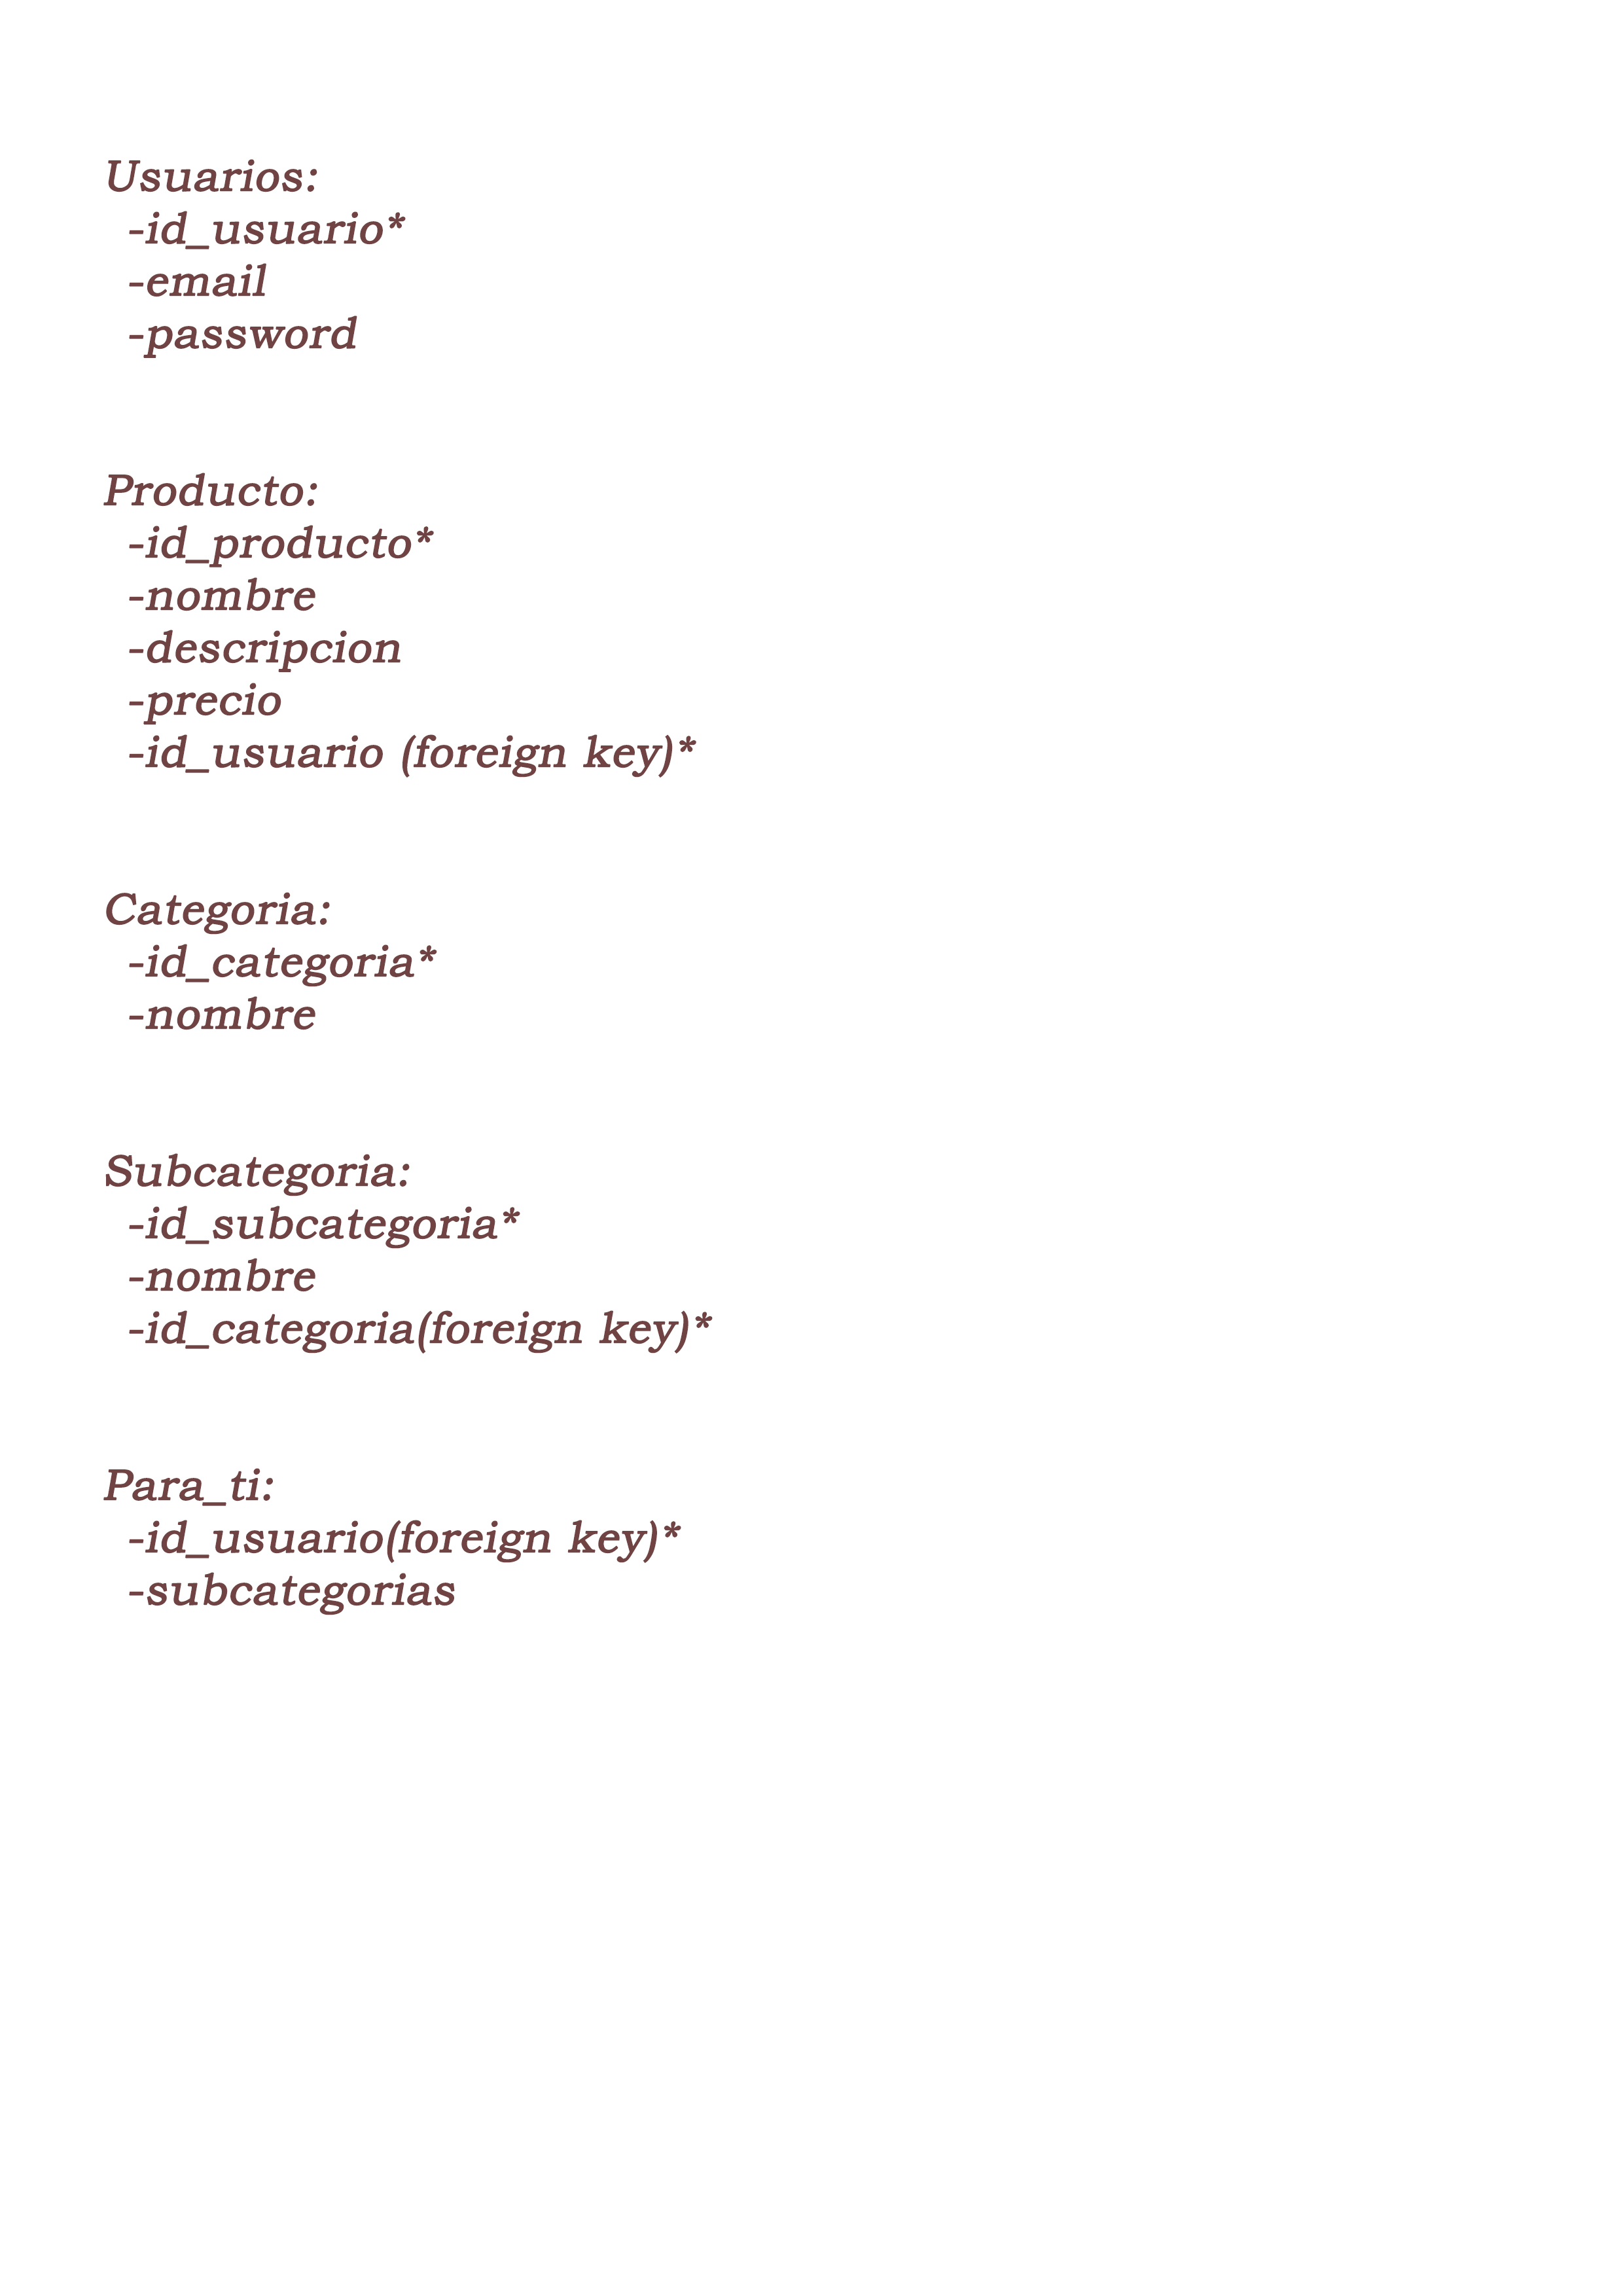 Usuarios:
-id_usuario*
-email
-password
Producto:
-id_producto*
-nombre
-descripcion
-precio
-id_usuario (foreign key)*
Categoria:
-id_categoria*
-nombre
Subcategoria:
-id_subcategoria*
-nombre
-id_categoria(foreign key)*
Para_ti:
-id_usuario(foreign key)*
-subcategorias